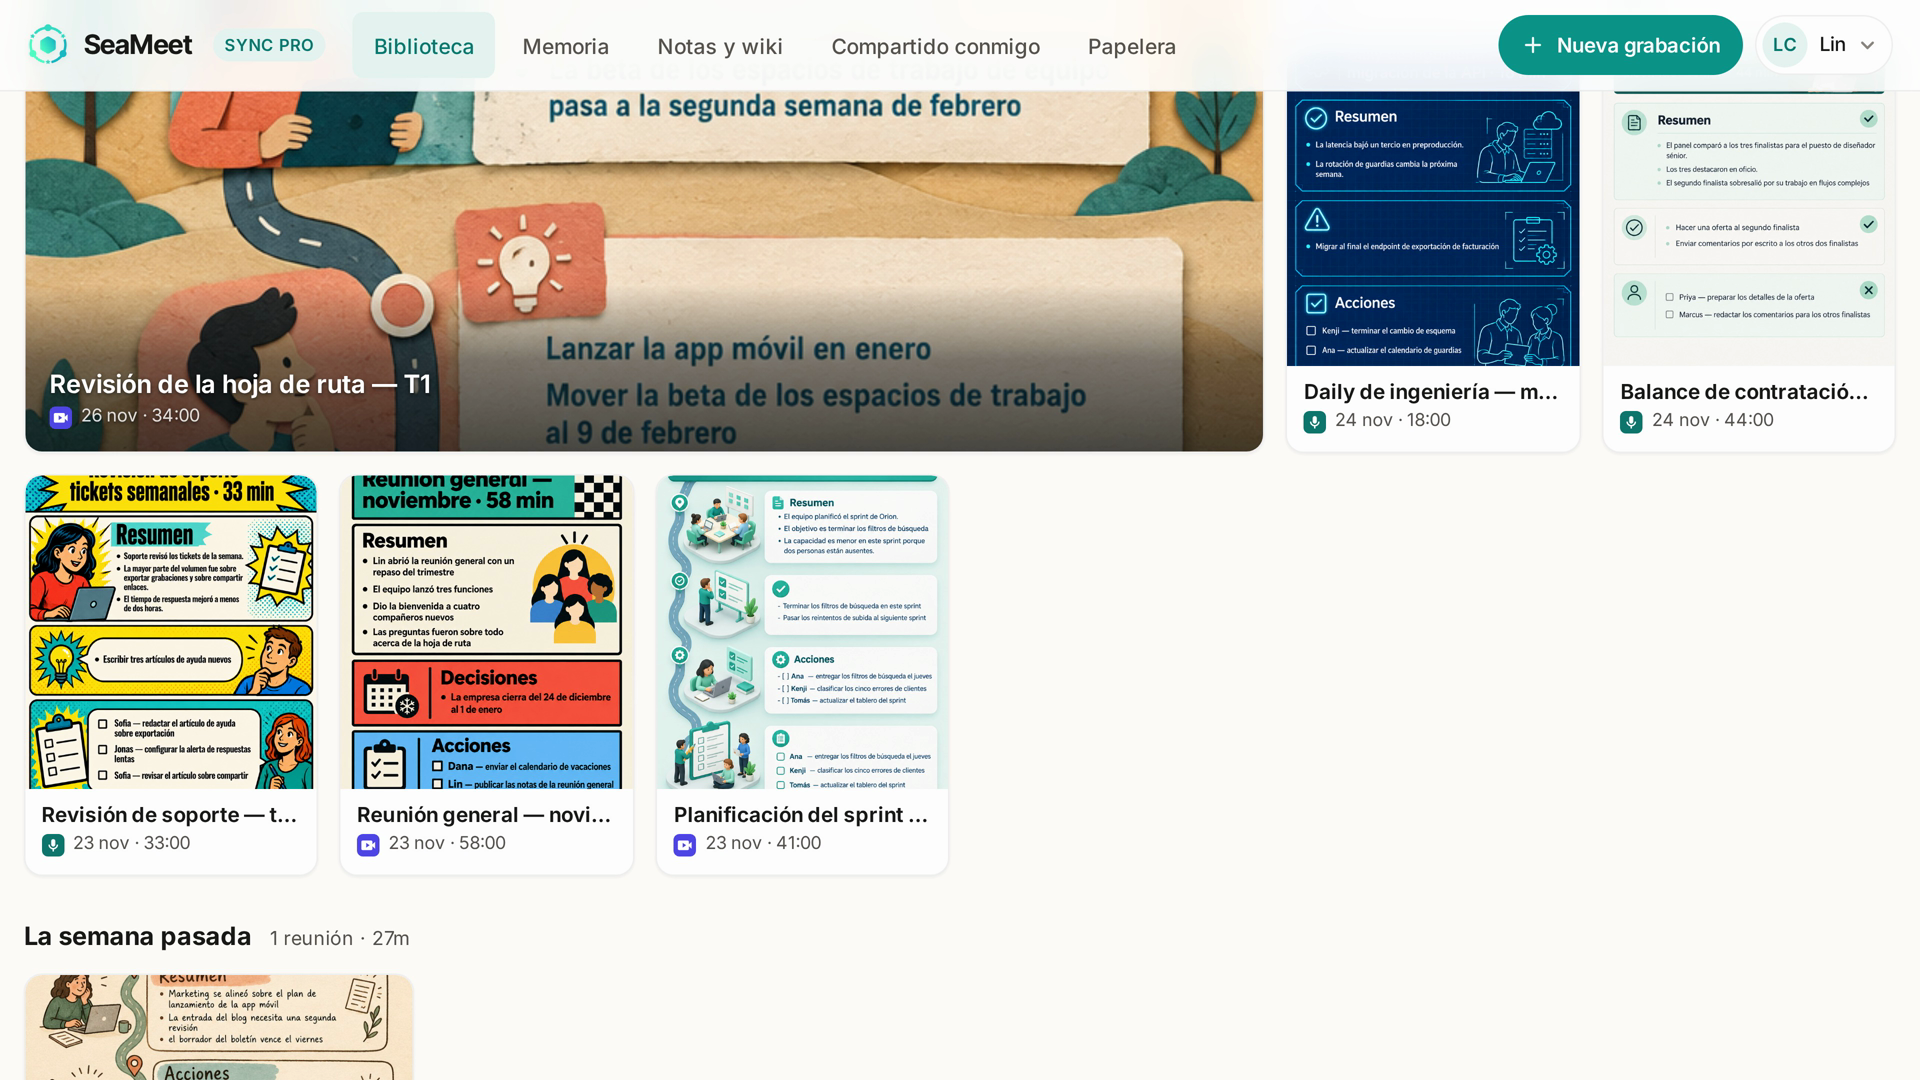 SeaMeet
SYNC PRO
Biblioteca
Memoria
Notas y wiki
Compartido conmigo
Papelera
Nueva grabación
LC
Lin
La beta de los espacios de trabajo de equipo
pasa a la segunda semana de febrero
Lanzar la app móvil en enero
Mover la beta de los espacios de trabajo
al 9 de febrero
Revisión de la hoja de ruta — T1
26 nov · 34:00
Resumen
La latencia bajó un tercio en preproducción.
La rotación de guardias cambia la próxima
semana.
Migrar al final el endpoint de exportación de facturación
Acciones
Kenji — terminar el cambio de esquema
Ana — actualizar el calendario de guardias
Daily de ingeniería — m...
24 nov · 18:00
Resumen
El panel comparó a los tres finalistas para el puesto de diseñador
sénior.
Los tres destacaron en oficio.
El segundo finalista sobresalió por su trabajo en flujos complejos
Hacer una oferta al segundo finalista
Enviar comentarios por escrito a los otros dos finalistas
Priya — preparar los detalles de la oferta
Marcus — redactar los comentarios para los otros finalistas
Balance de contratació...
24 nov · 44:00
Revisión de soporte —
tickets semanales · 33 min
Resumen
Soporte revisó los tickets de la semana.
La mayor parte del volumen fue sobre
exportar grabaciones y sobre compartir
enlaces.
El tiempo de respuesta mejoró a menos
de dos horas.
Escribir tres artículos de ayuda nuevos
Sofia — redactar el artículo de ayuda
sobre exportación
Jonas — configurar la alerta de respuestas
lentas
Sofia — revisar el artículo sobre compartir
Revisión de soporte — t...
23 nov · 33:00
Reunión general —
noviembre · 58 min
Resumen
Lin abrió la reunión general con un
repaso del trimestre
El equipo lanzó tres funciones
Dio la bienvenida a cuatro
compañeros nuevos
Las preguntas fueron sobre todo
acerca de la hoja de ruta
Decisiones
La empresa cierra del 24 de diciembre
al 1 de enero
Acciones
Dana — enviar el calendario de vacaciones
Lin — publicar las notas de la reunión general
Reunión general — novi...
23 nov · 58:00
Resumen
El equipo planificó el sprint de Orion.
El objetivo es terminar los filtros de búsqueda
La capacidad es menor en este sprint porque
dos personas están ausentes.
- Terminar los filtros de búsqueda en este sprint
- Pasar los reintentos de subida al siguiente sprint
Acciones
- [ ] Ana — entregar los filtros de búsqueda el jueves
- [ ] Kenji — clasificar los cinco errores de clientes
- [ ] Tomás — actualizar el tablero del sprint
Ana — entregar los filtros de búsqueda el jueves
Kenji — clasificar los cinco errores de clientes
Tomás — actualizar el tablero del sprint
Planificación del sprint ...
23 nov · 41:00
La semana pasada
1 reunión · 27m
Resumen
Marketing se alineó sobre el plan de
lanzamiento de la app móvil
La entrada del blog necesita una segunda
revisión
el borrador del boletín vence el viernes
Acciones